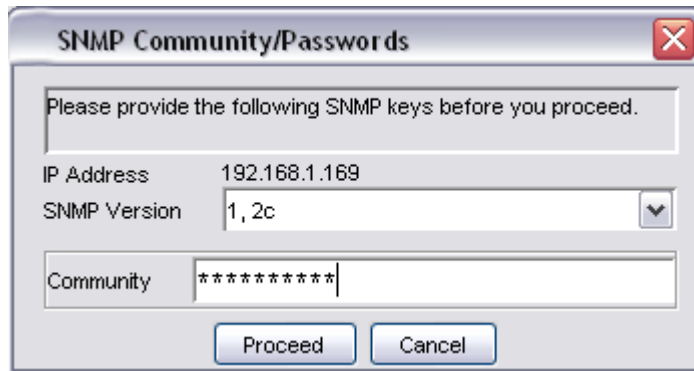 SNMP Community/Passwords
Please provide the following SNMP keys before you proceed.
IP Address 192.168.1.169
SNMP Version 1, 2c
Community **********
Proceed Cancel